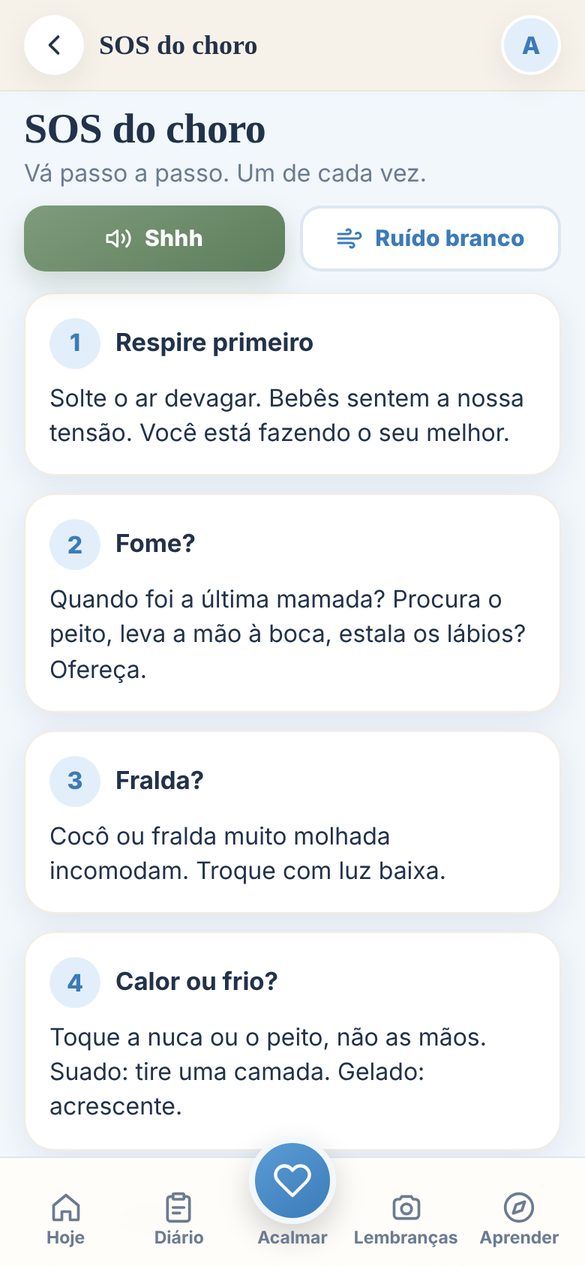 SOS do choro
A
SOS do choro
Vá passo a passo. Um de cada vez.
Shhh
Ruído branco
1
Respire primeiro
Solte o ar devagar. Bebês sentem a nossa
tensão. Você está fazendo o seu melhor.
2
Fome?
Quando foi a última mamada? Procura o
peito, leva a mão à boca, estala os lábios?
Ofereça.
3
Fralda?
Cocô ou fralda muito molhada
incomodam. Troque com luz baixa.
4
Calor ou frio?
Toque a nuca ou o peito, não as mãos.
Suado: tire uma camada. Gelado:
acrescente.
Hoje
Diário
Acalmar
Lembranças
Aprender